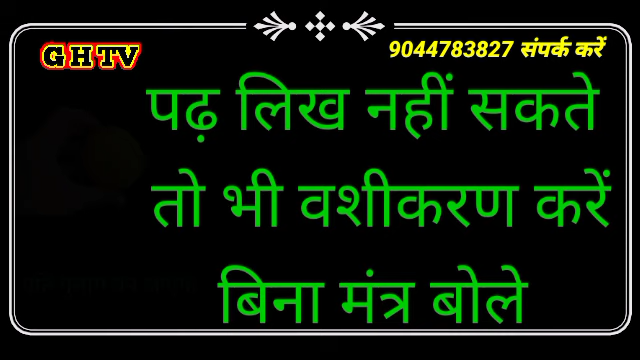 G H TV
9044783827 संपर्क करें
पढ़ लिख नहीं सकते
तो भी वशीकरण करें
बिना मंत्र बोले